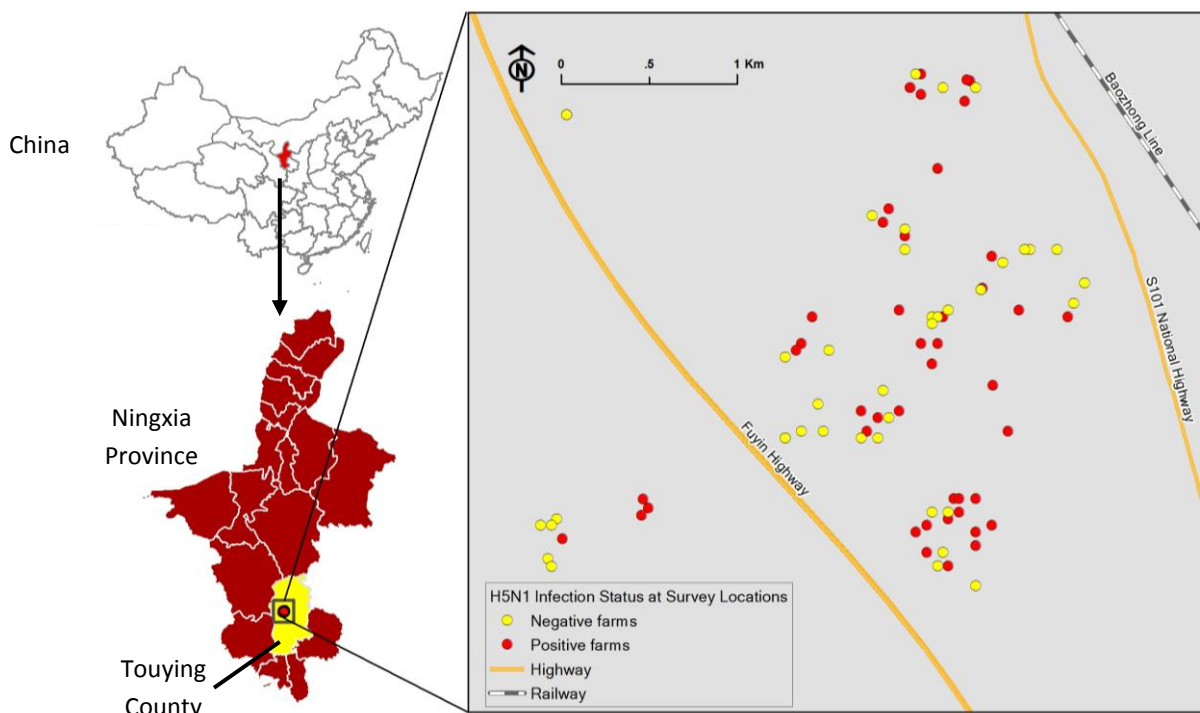 China
Ningxia
Province
Touying
County
N
0 .5 1 Km
Baozhong Line
S101 National Highway
Fuyin Highway
H5N1 Infection Status at Survey Locations
Negative farms
Positive farms
Highway
Railway